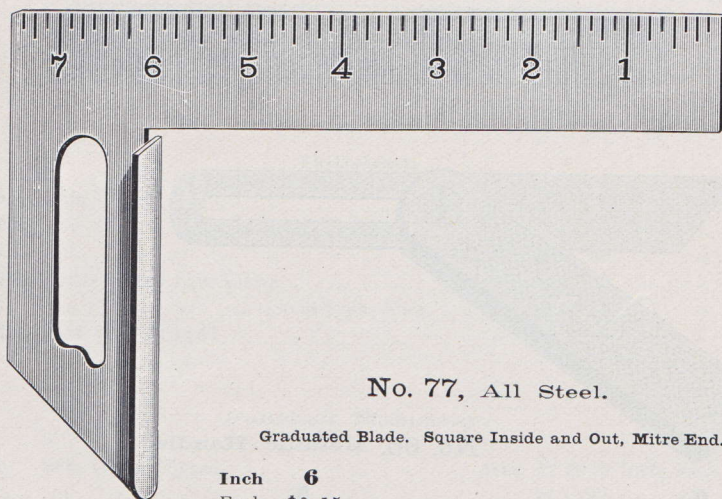 7 6 5 4 3 2 1
No. 77, All Steel.
Graduated Blade. Square Inside and Out, Mitre End.
Inch 6